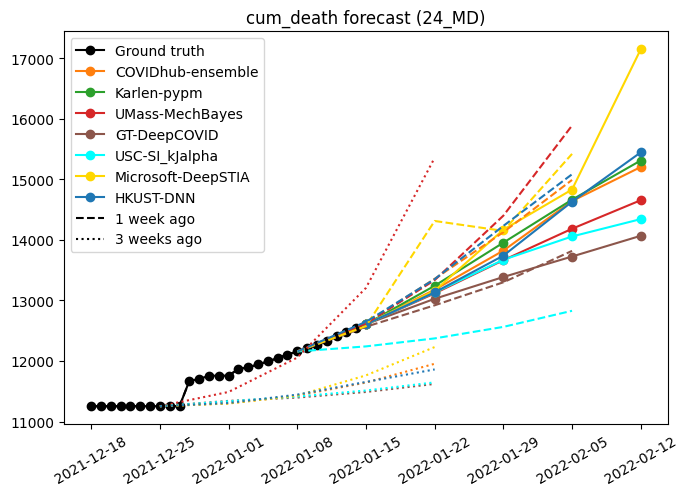 cum_death forecast (24_MD)
17000
16000
15000
14000
13000
12000
11000
Ground truth
COVIDhub-ensemble
Karlen-pypm
UMass-MechBayes
GT-DeepCOVID
USC-SI_kJalpha
Microsoft-DeepSTIA
HKUST-DNN
1 week ago
3 weeks ago
2021-12-18
2021-12-25
2022-01-01
2022-01-08
2022-01-15
2022-01-22
2022-01-29
2022-02-05
2022-02-12